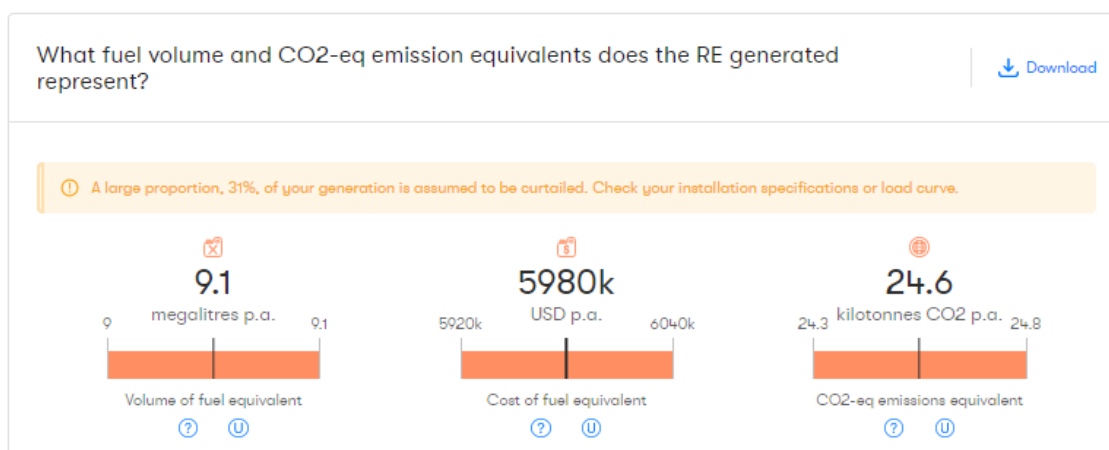 What fuel volume and CO2-eq emission equivalents does the RE generated
represent?
Download
A large proportion, 31%, of your generation is assumed to be curtailed. Check your installation specifications or load curve.
9.1
megalitres p.a.
9
9.1
Volume of fuel equivalent
?
U
$
5980k
USD p.a.
5920k
6040k
Cost of fuel equivalent
?
U
24.6
kilotonnes CO2 p.a.
24.3
24.8
CO2-eq emissions equivalent
?
U